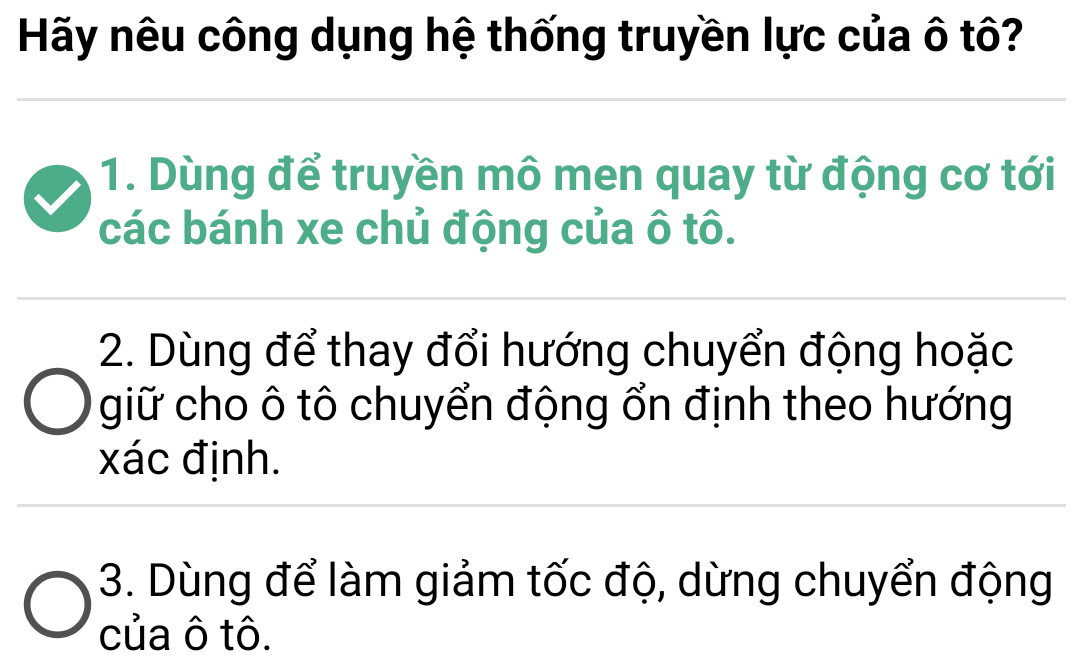 Hãy nêu công dụng hệ thống truyền lực của ô tô?
1. Dùng để truyền mô men quay từ động cơ tới
các bánh xe chủ động của ô tô.
2. Dùng để thay đổi hướng chuyển động hoặc
giữ cho ô tô chuyển động ổn định theo hướng
xác định.
3. Dùng để làm giảm tốc độ, dừng chuyển động
của ô tô.